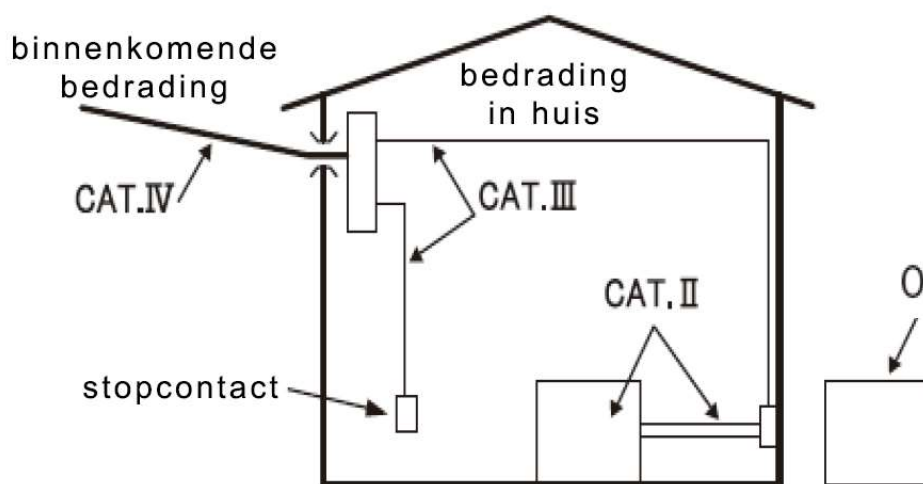 binnenkomende
bedrading
bedrading
in huis
CAT.IV
CAT.III
CAT. II
O
stopcontact